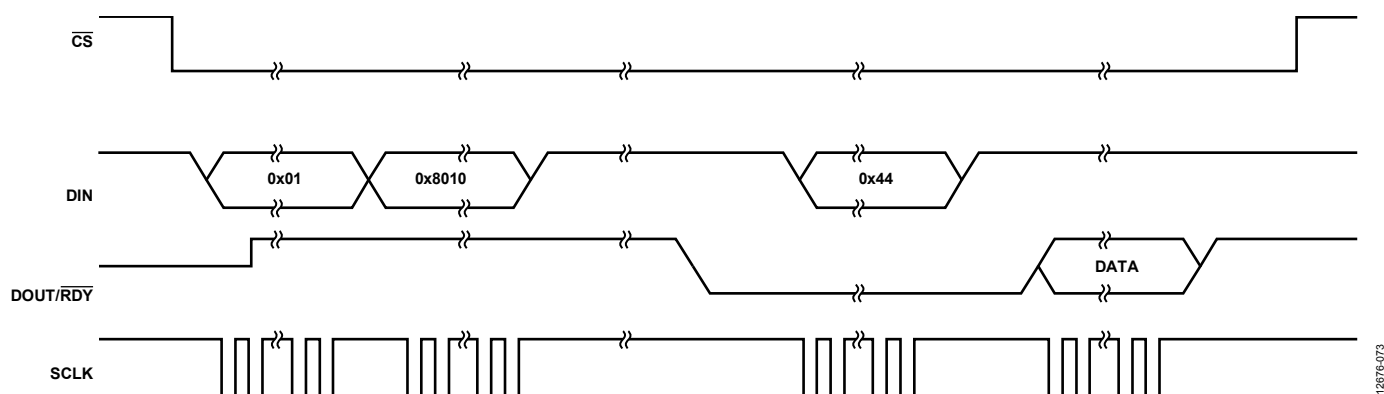 CS
DIN
0x01
0x8010
0x44
DOUT/RDY
DATA
SCLK
12676-073